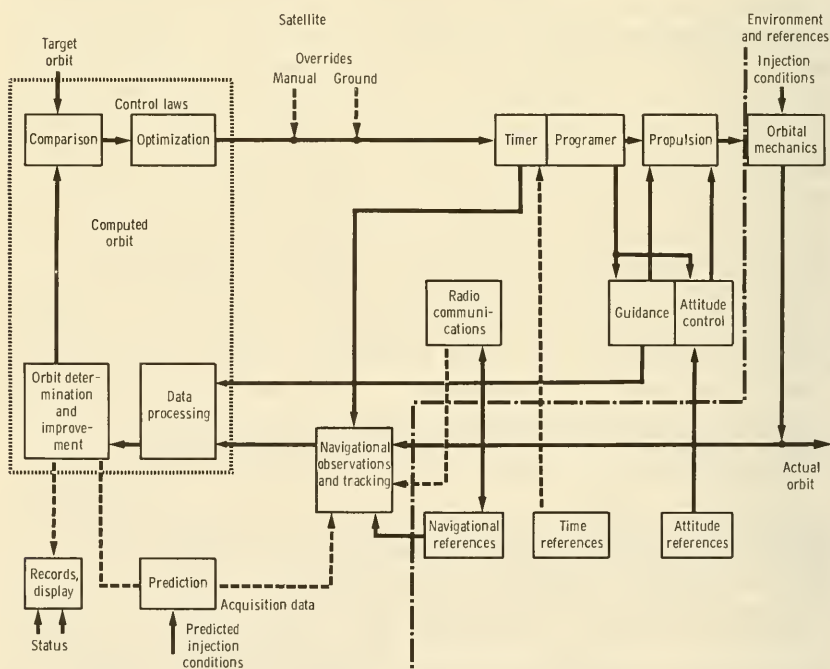 Satellite
Environment
and references
Target
orbit
Overrides
Manual
Ground
Injection
conditions
Control laws
Comparison
Optimization
Timer
Programer
Propulsion
Orbital
mechanics
Computed
orbit
Radio
communi-
cations
Guidance
Attitude
control
Orbit deter-
mination
and
improve-
ment
Data
processing
Navigational
observations
and tracking
Actual
orbit
Navigational
references
Time
references
Attitude
references
Records,
display
Prediction
Acquisition data
Status
Predicted
injection
conditions